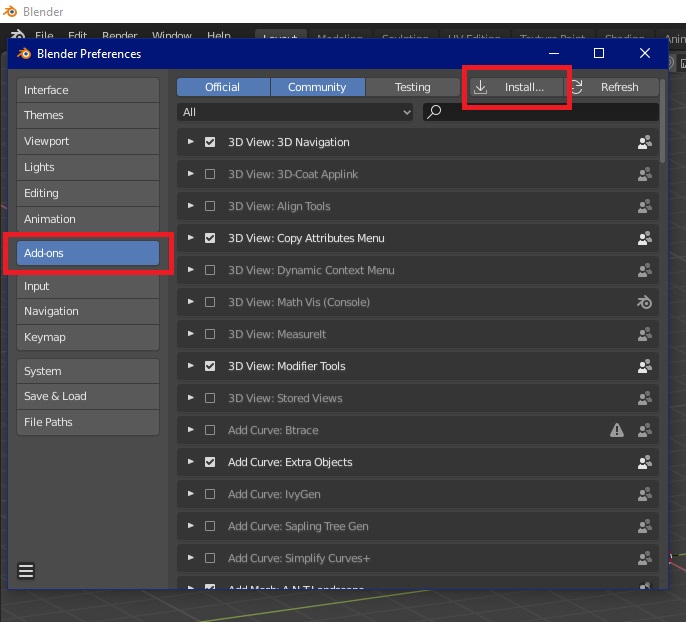 Blender
File Edit Render Window Help Layout Modeling Sculpting UV Editing Texture Paint Shading Anin
Blender Preferences
Interface
Themes
Viewport
Lights
Editing
Animation
Add-ons
Input
Navigation
Keymap
System
Save & Load
File Paths
Official Community Testing Install... Refresh
All
3D View: 3D Navigation
3D View: 3D-Coat Applink
3D View: Align Tools
3D View: Copy Attributes Menu
3D View: Dynamic Context Menu
3D View: Math Vis (Console)
3D View: MeasureIt
3D View: Modifier Tools
3D View: Stored Views
Add Curve: Btrace
Add Curve: Extra Objects
Add Curve: IvyGen
Add Curve: Sapling Tree Gen
Add Curve: Simplify Curves+
Add Mesh: A.N.T.Landscape